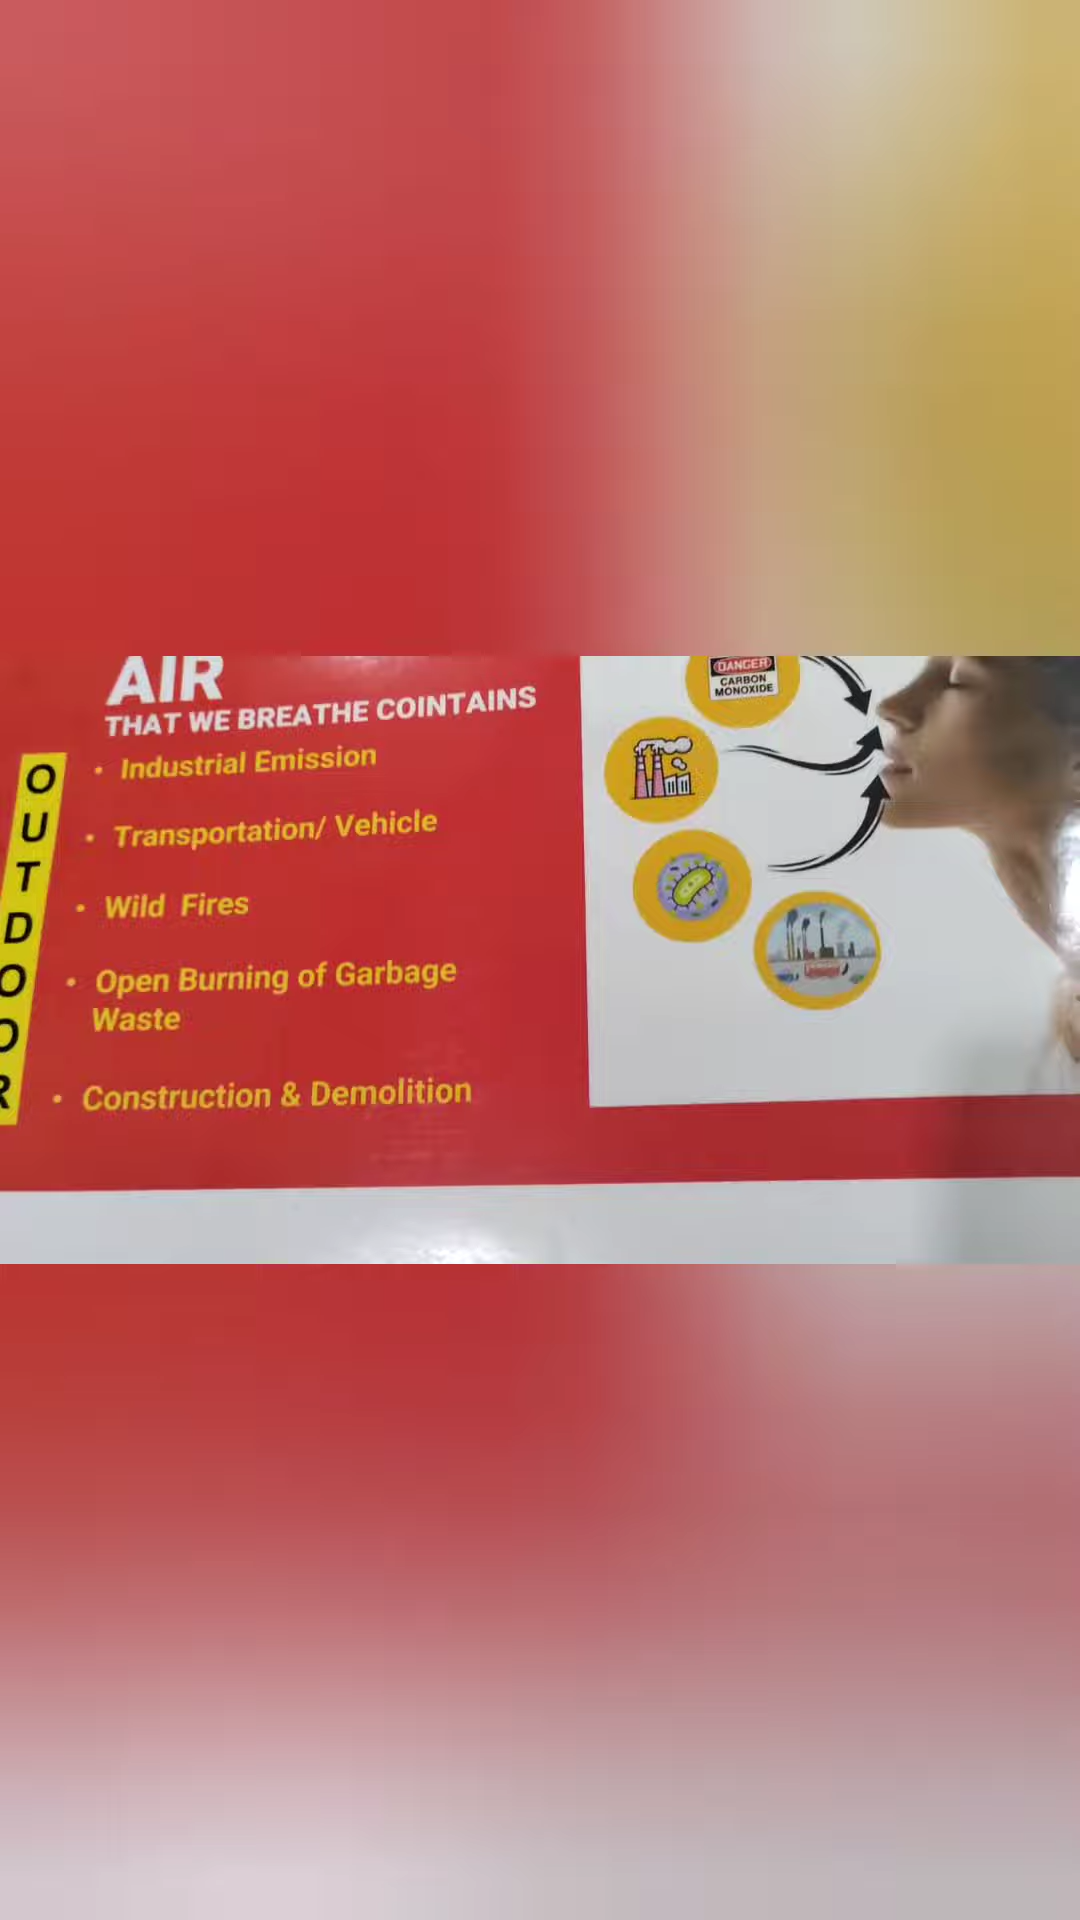 AIR
THAT WE BREATHE COINTAINS
OUTDOOR
• Industrial Emission
• Transportation/ Vehicle
• Wild Fires
• Open Burning of Garbage
Waste
• Construction & Demolition
DANGER
CARBON
MONOXIDE